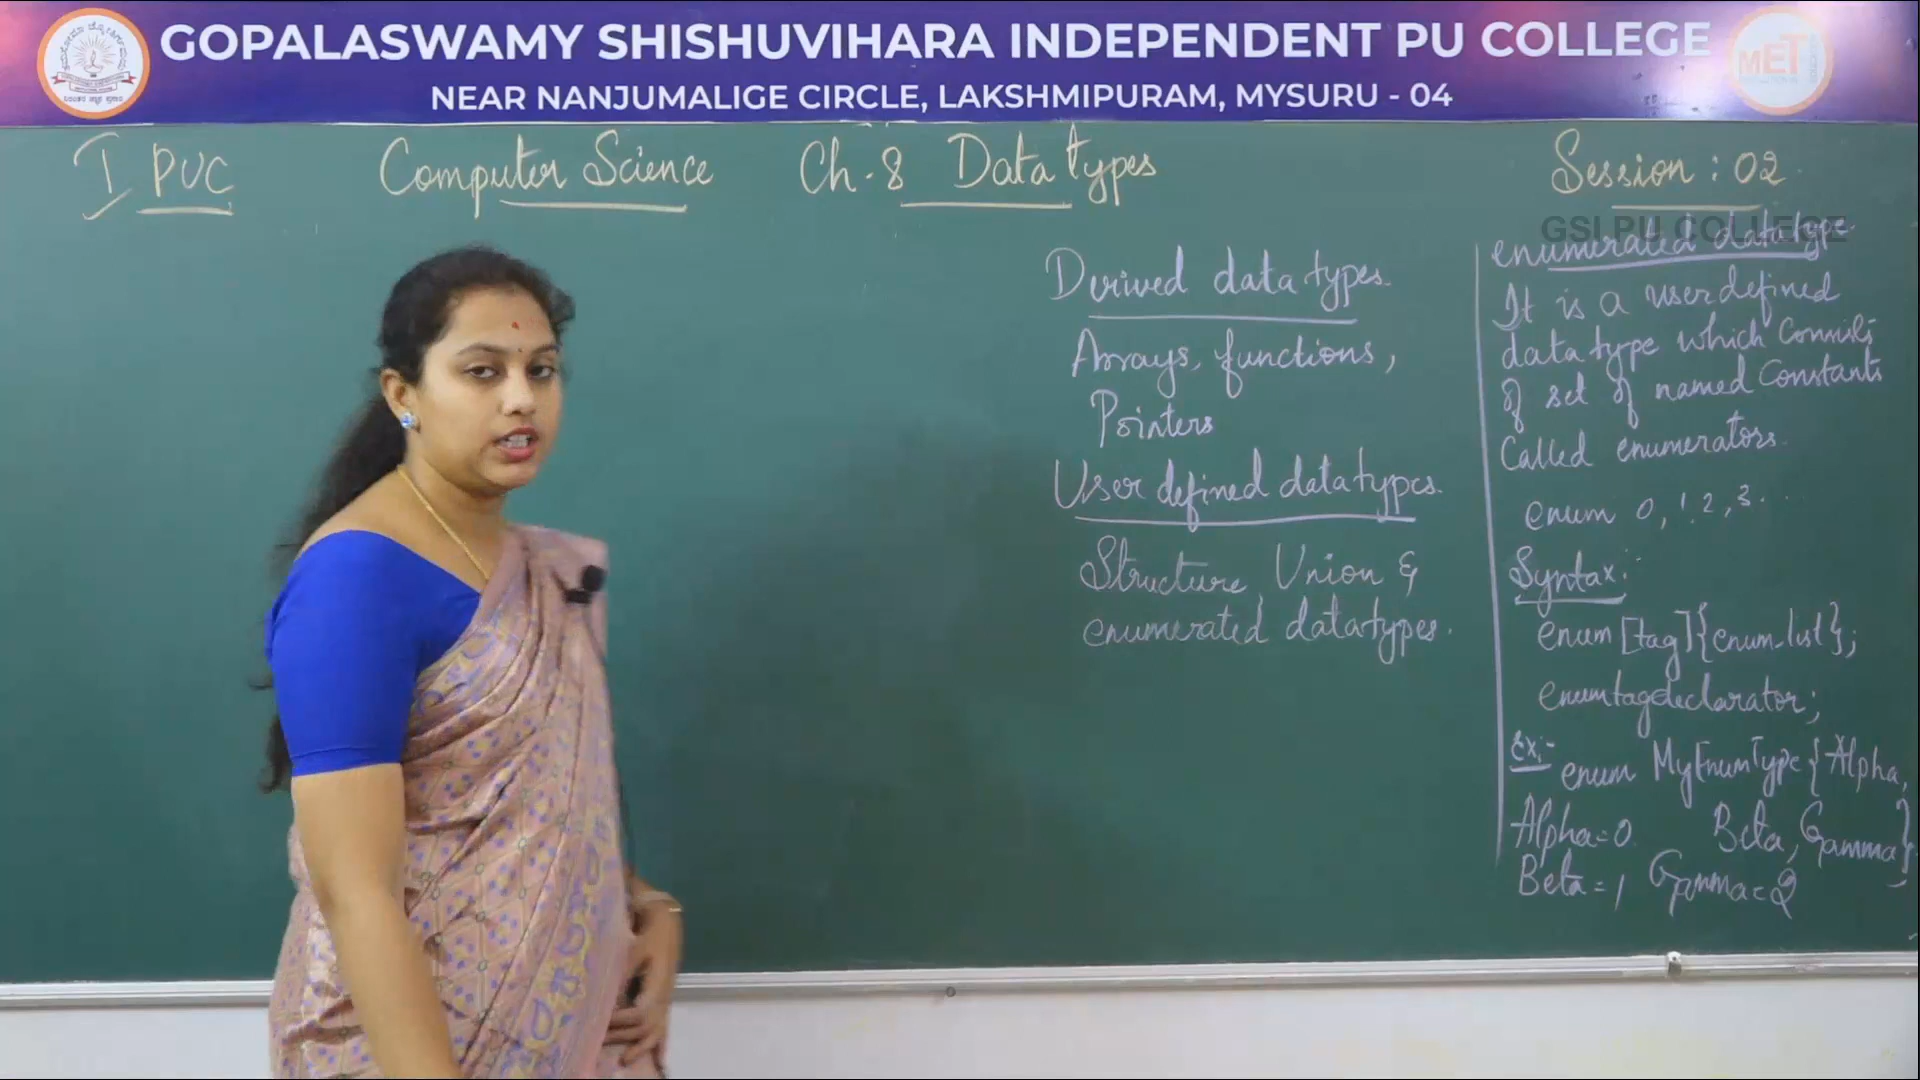 GOPALASWAMY SHISHUVIHARA INDEPENDENT PU COLLEGE
NEAR NANJUMALIGE CIRCLE, LAKSHMIPURAM, MYSURU - 04
MET
I PUC Computer Science Ch.8 Data types Session : 02
GSI PU COLLEGE
Derived data types.
Arrays, functions,
Pointers
User defined datatypes.
Structure, Union &
enumerated datatypes.
enumerated datatype
It is a user defined
data type which Consists
of set of named Constants
Called enumerators.
enum 0, 1, 2, 3 ...
Syntax:
enum [tag] {enum-list};
enumtagdeclarator;
Ex:-
enum MyEnumType { Alpha,
Beta, Gamma }
Alpha=0
Beta=1 Gamma=2